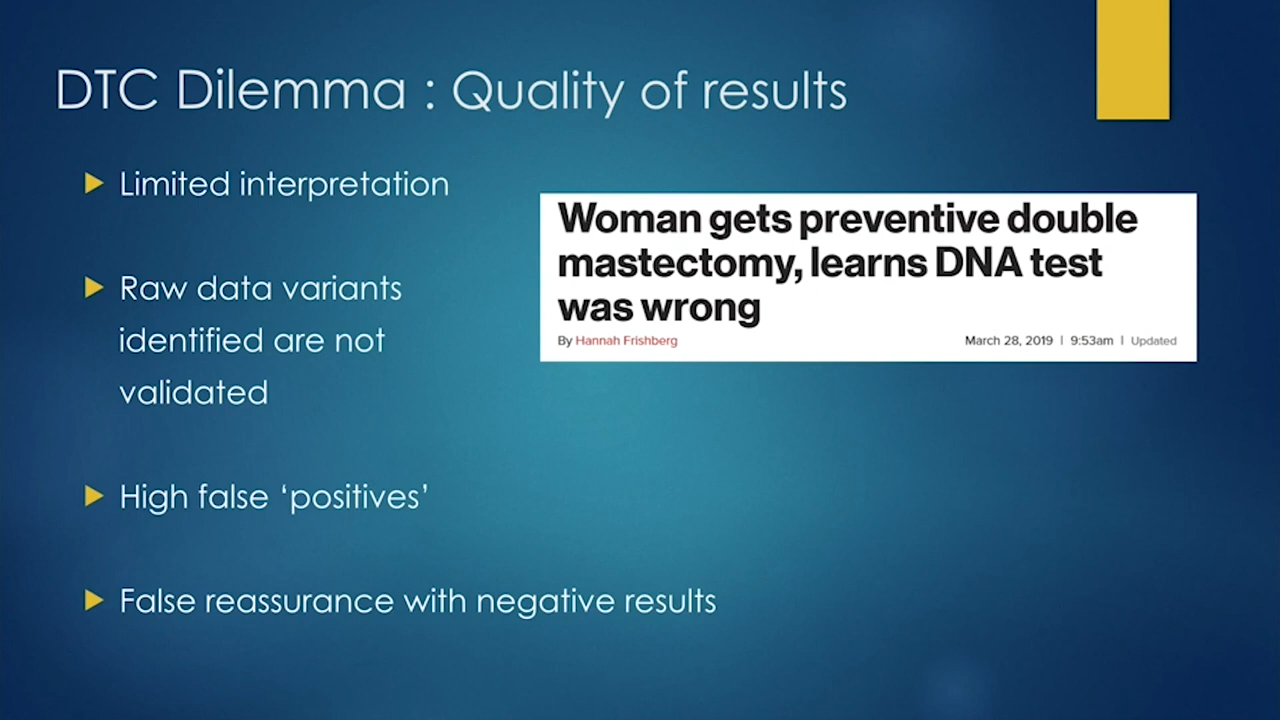 DTC Dilemma : Quality of results
Limited interpretation
Raw data variants
identified are not
validated
High false ‘positives’
False reassurance with negative results
Woman gets preventive double
mastectomy, learns DNA test
was wrong
By Hannah Frishberg March 28, 2019 | 9:53am | Updated